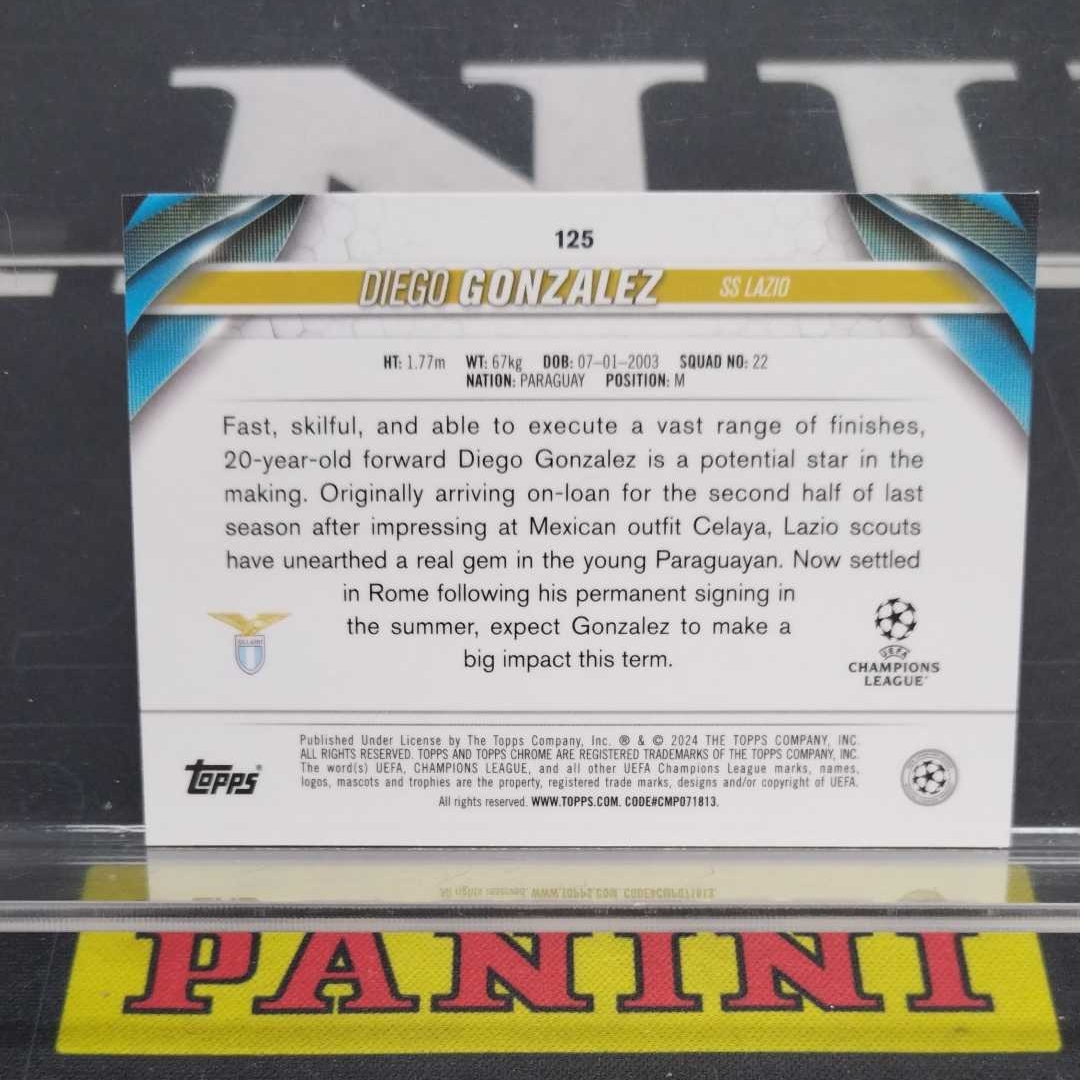 125
DIEGO GONZALEZ SS LAZIO
HT: 1.77m WT: 67kg DOB: 07-01-2003 SQUAD NO: 22
NATION: PARAGUAY POSITION: M
Fast, skilful, and able to execute a vast range of finishes,
20-year-old forward Diego Gonzalez is a potential star in the
making. Originally arriving on-loan for the second half of last
season after impressing at Mexican outfit Celaya, Lazio scouts
have unearthed a real gem in the young Paraguayan. Now settled
in Rome following his permanent signing in
the summer, expect Gonzalez to make a
big impact this term.
UEFA
CHAMPIONS
LEAGUE
topps
Published Under License by The Topps Company, Inc. ® & © 2024 THE TOPPS COMPANY, INC.
ALL RIGHTS RESERVED. TOPPS AND TOPPS CHROME ARE REGISTERED TRADEMARKS OF THE TOPPS COMPANY, INC.
The word(s) UEFA, CHAMPIONS LEAGUE, and all other UEFA Champions League marks, names,
logos, mascots and trophies are the property, registered trade marks, designs and/or copyright of UEFA.
All rights reserved. WWW.TOPPS.COM. CODE#CMP071813.
PANINI